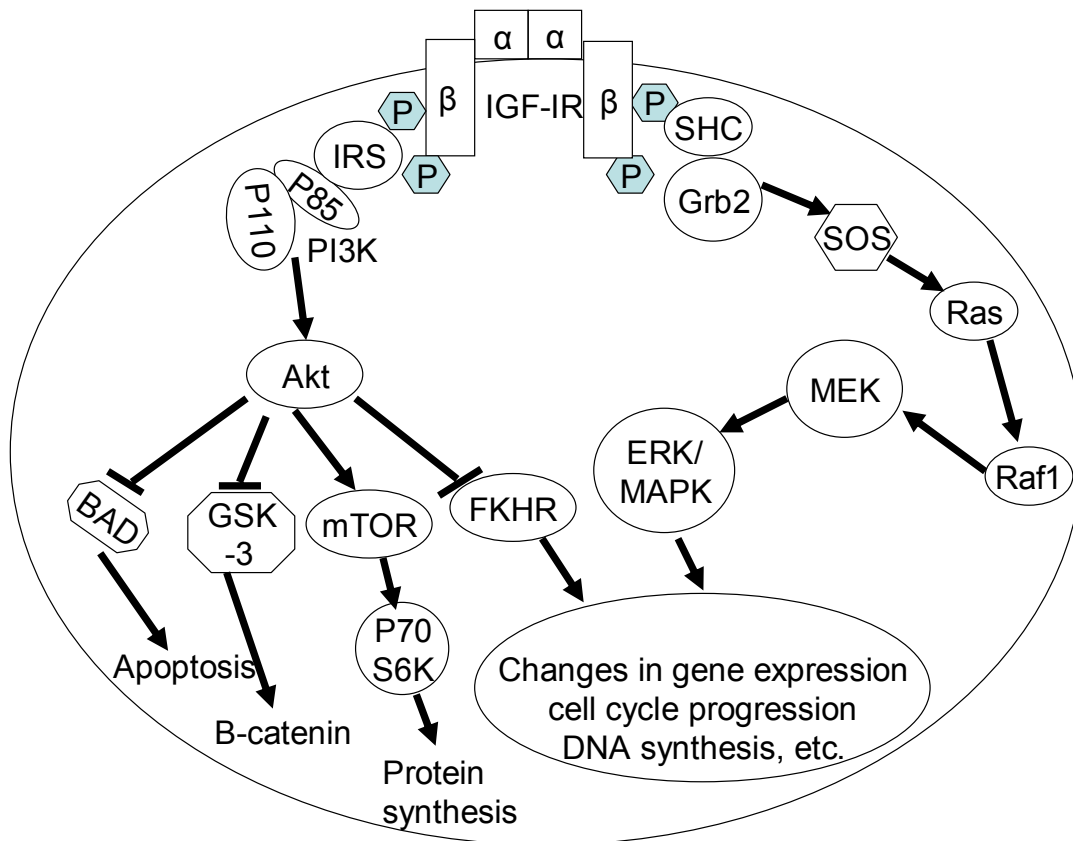 α α
β IGF-IR β
P P
P P
IRS
SHC
P85
P110
Grb2
PI3K
SOS
Ras
Akt
MEK
ERK/
MAPK
Raf1
BAD
GSK
-3
mTOR
FKHR
P70
S6K
Apoptosis
B-catenin
Protein
synthesis
Changes in gene expression
cell cycle progression
DNA synthesis, etc.